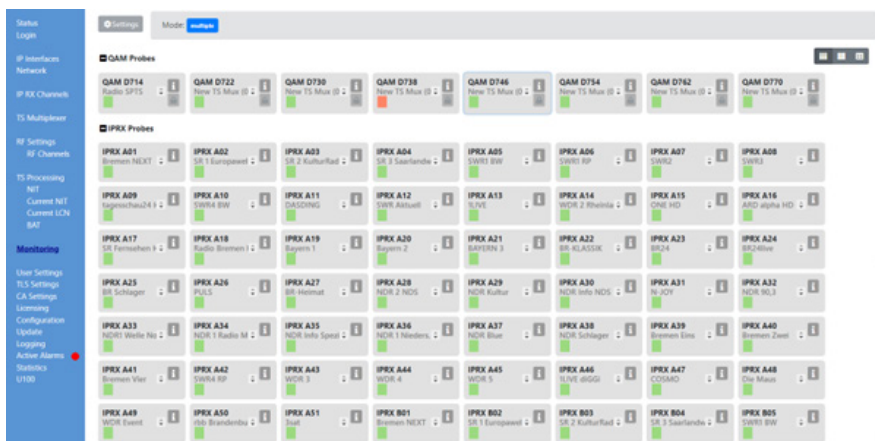 Status
Login
IP Interfaces
Network
IP RX Channels
TS Multiplexer
RF Settings
RF Channels
TS Processing
NIT
Current NIT
Current LCN
BAT
Monitoring
User Settings
TLS Settings
CA Settings
Licensing
Configuration
Update
Logging
Active Alarms
Statistics
U100
Settings Mode: multiple
QAM Probes
QAM D714 QAM D722 QAM D730 QAM D738 QAM D746 QAM D754 QAM D762 QAM D770
Radio SPTS New TS Mux (0 New TS Mux (0 New TS Mux (0 New TS Mux (0 New TS Mux (0 New TS Mux (0 New TS Mux (0
IPRX Probes
IPRX A01 IPRX A02 IPRX A03 IPRX A04 IPRX A05 IPRX A06 IPRX A07 IPRX A08
Bremen NEXT SR 1 Europawel SR 2 KulturRad SR 3 Saarlandw SWR1 BW SWR1 RP SWR2 SWR3
IPRX A09 IPRX A10 IPRX A11 IPRX A12 IPRX A13 IPRX A14 IPRX A15 IPRX A16
tagesschau24 H SWR4 BW DASDING SWR Aktuell 1LIVE WDR 2 Rheinla ONE HD ARD alpha HD
IPRX A17 IPRX A18 IPRX A19 IPRX A20 IPRX A21 IPRX A22 IPRX A23 IPRX A24
SR Fernsehen H Radio Bremen Bayern 1 Bayern 2 BAYERN 3 BR-KLASSIK BR24 BR24live
IPRX A25 IPRX A26 IPRX A27 IPRX A28 IPRX A29 IPRX A30 IPRX A31 IPRX A32
BR Schlager PULS BR-Heimat NDR 2 NDS NDR Kultur NDR Info NDS N-JOY NDR 90,3
IPRX A33 IPRX A34 IPRX A35 IPRX A36 IPRX A37 IPRX A38 IPRX A39 IPRX A40
NDR1 Welle No NDR 1 Radio M NDR Info Spezi NDR 1 Nieders. NDR Blue NDR Schlager Bremen Eins Bremen Zwei
IPRX A41 IPRX A42 IPRX A43 IPRX A44 IPRX A45 IPRX A46 IPRX A47 IPRX A48
Bremen Vier SWR4 RP WDR 3 WDR 4 WDR 5 1LIVE diGGi COSMO Die Maus
IPRX A49 IPRX A50 IPRX A51 IPRX B01 IPRX B02 IPRX B03 IPRX B04 IPRX B05
WDR Event rbb Brandenbu 3sat Bremen NEXT SR 1 Europawel SR 2 KulturRad SR 3 Saarlandw SWR1 BW